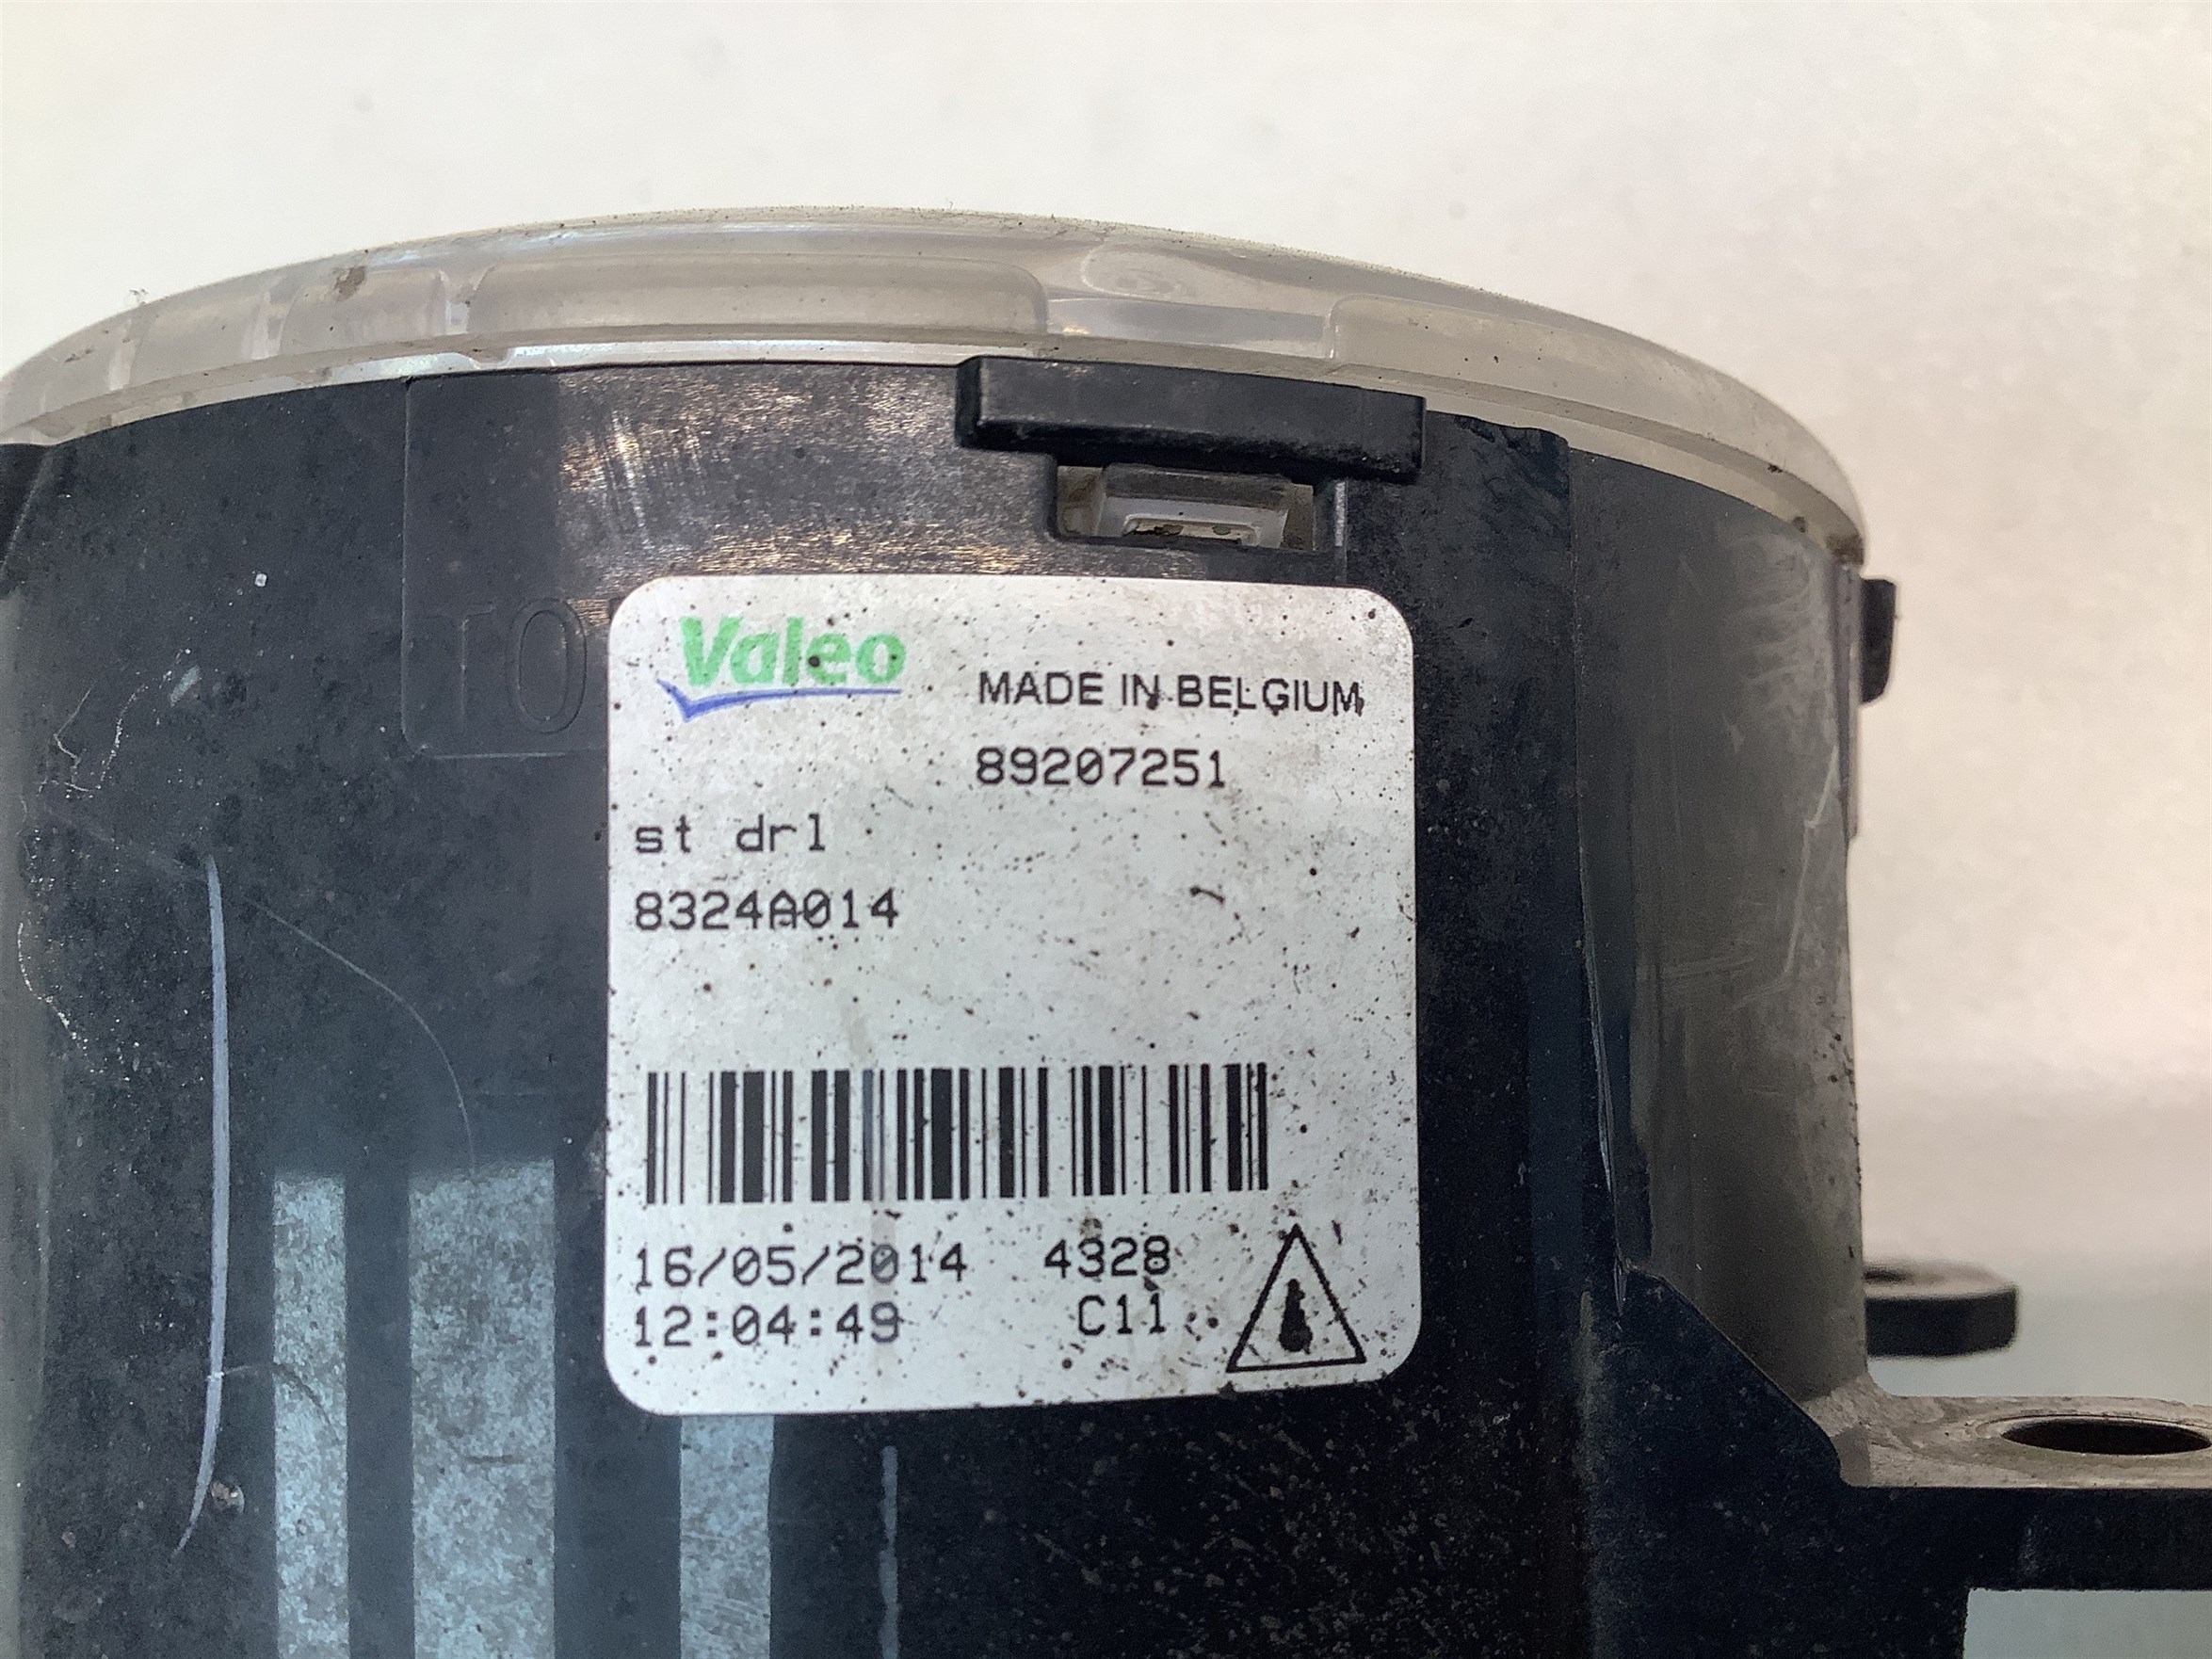 Valeo
MADE IN BELGIUM
89207251
st drl
8324A014
16/05/2014 4328
12:04:49 C11